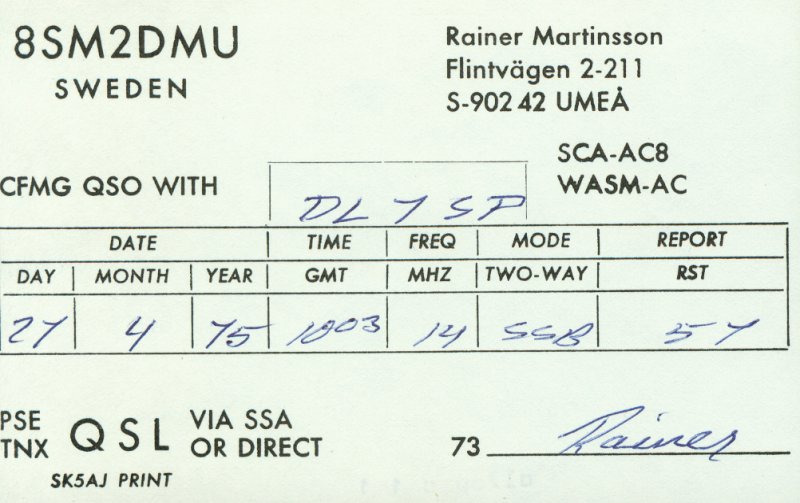 8SM2DMU
SWEDEN
Rainer Martinsson
Flintvägen 2-211
S-902 42 UMEÅ
SCA-AC8
WASM-AC
CFMG QSO WITH DL7SP
DATE TIME FREQ MODE REPORT
DAY MONTH YEAR GMT MHZ TWO-WAY RST
27 4 75 1003 14 SSB 57
PSE QSL VIA SSA
TNX OR DIRECT
73 Rainer
SK5AJ PRINT